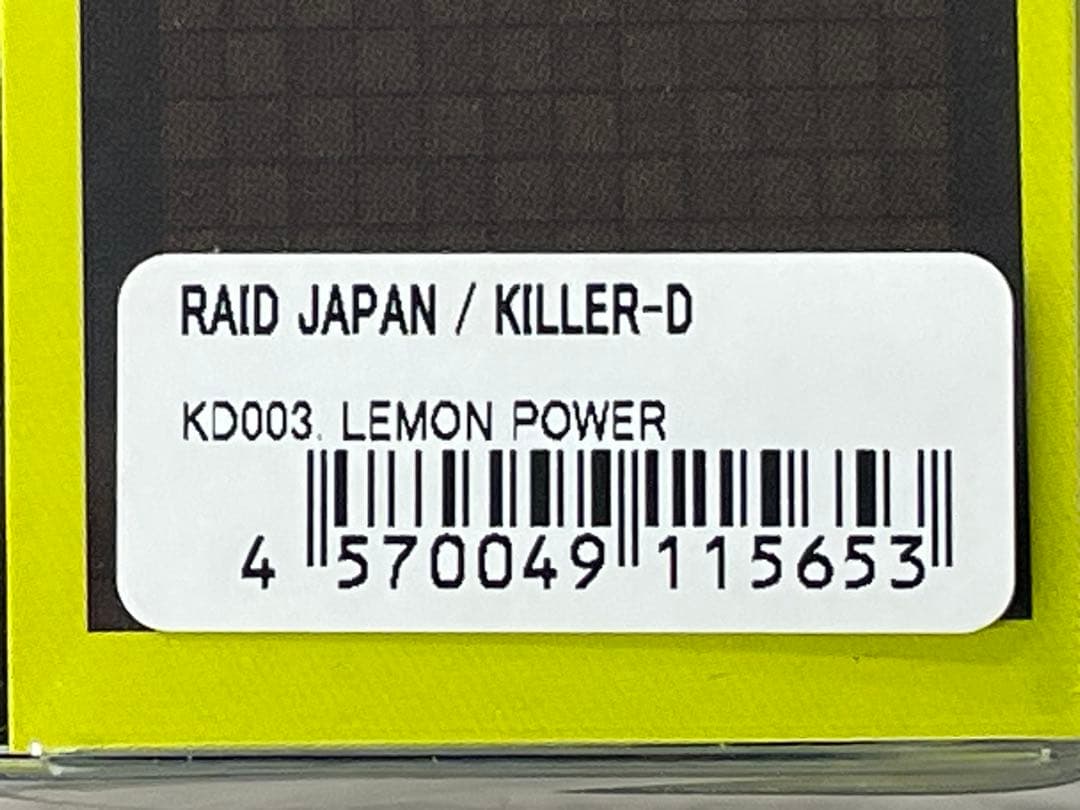 RAID JAPAN / KILLER-D
KD003. LEMON POWER
4 570049 115653